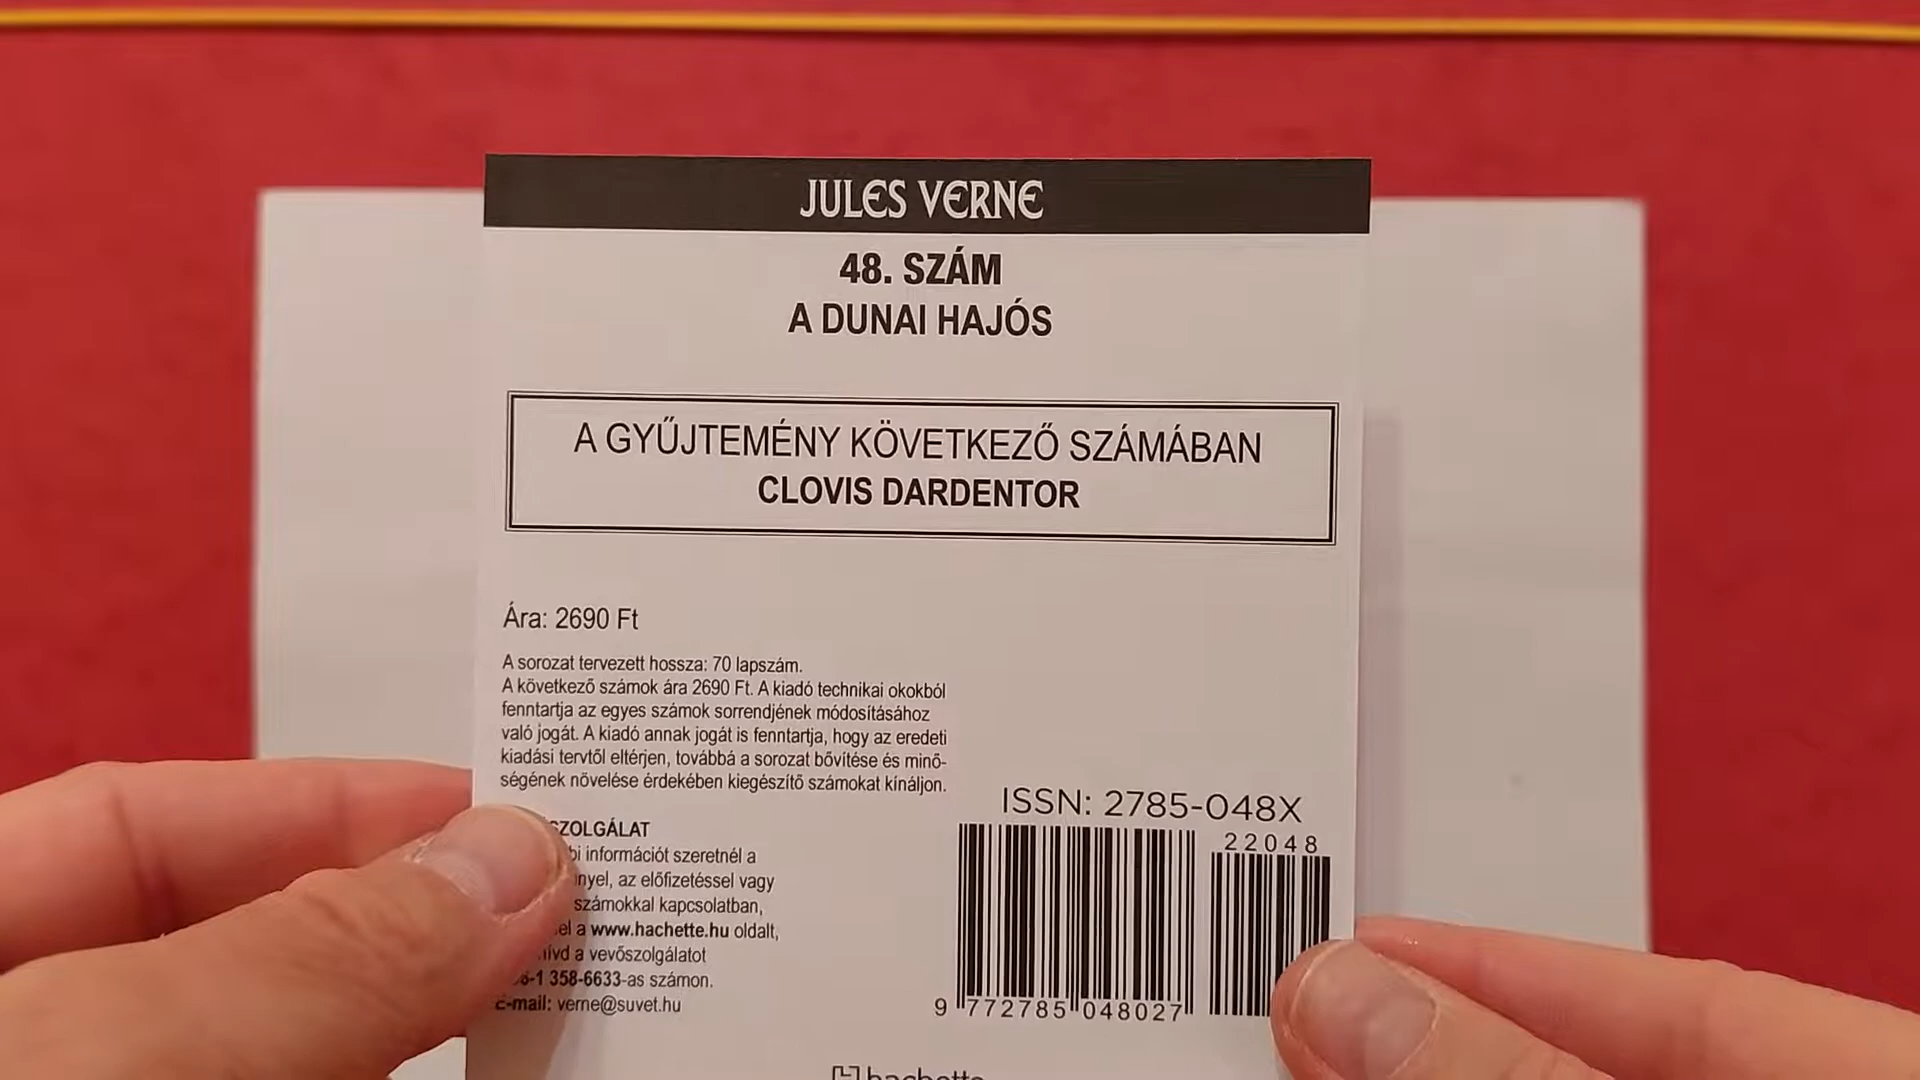 JULES VERNE
48. SZÁM
A DUNAI HAJÓS
A GYŰJTEMÉNY KÖVETKEZŐ SZÁMÁBAN
CLOVIS DARDENTOR
Ára: 2690 Ft
A sorozat tervezett hossza: 70 lapszám.
A következő számok ára 2690 Ft. A kiadó technikai okokból
fenntartja az egyes számok sorrendjének módosításához
való jogát. A kiadó annak jogát is fenntartja, hogy az eredeti
kiadási tervtől eltérjen, továbbá a sorozat bővítése és minő-
ségének növelése érdekében kiegészítő számokat kínáljon.
SZOLGÁLAT
információt szeretnél a
az előfizetéssel vagy
számokkal kapcsolatban,
a www.hachette.hu oldalt,
a vevőszolgálatot
358-6633-as számon.
E-mail: verne@suvet.hu
ISSN: 2785-048X
22048
9 772785 048027
hachette